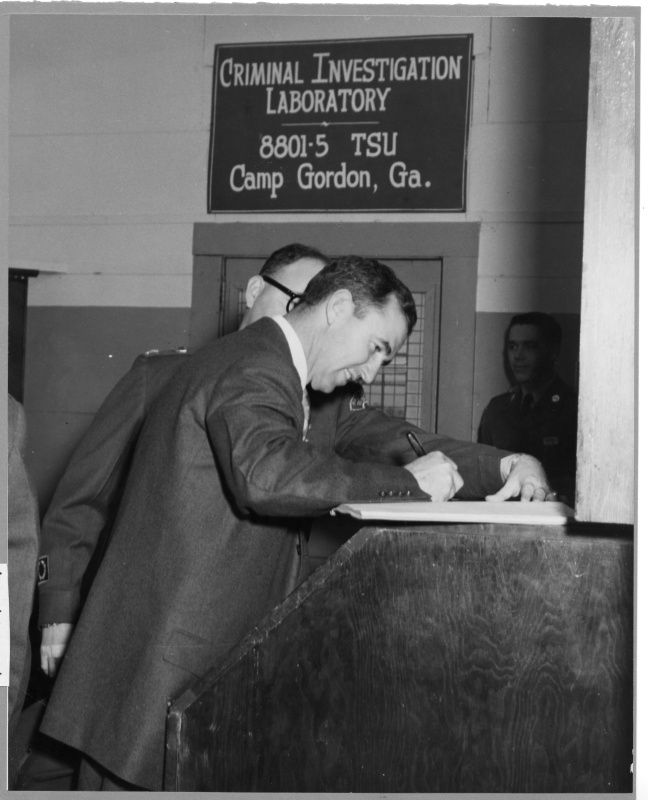 CRIMINAL INVESTIGATION
LABORATORY
8801-5 TSU
Camp Gordon, Ga.